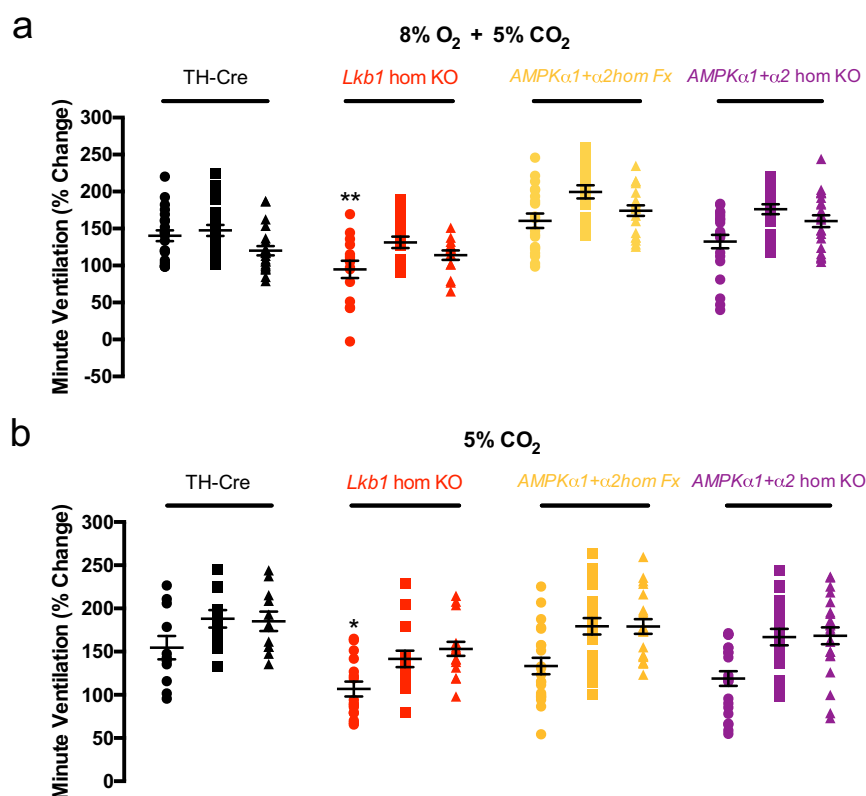 a
8% O₂ + 5% CO₂
TH-Cre
Lkb1 hom KO
AMPKα1+α2hom Fx
AMPKα1+α2 hom KO
Minute Ventilation (% Change)
300
250
200
150
100
50
0
-50
**
b
5% CO₂
TH-Cre
Lkb1 hom KO
AMPKα1+α2hom Fx
AMPKα1+α2 hom KO
Minute Ventilation (% Change)
300
250
200
150
100
50
0
*